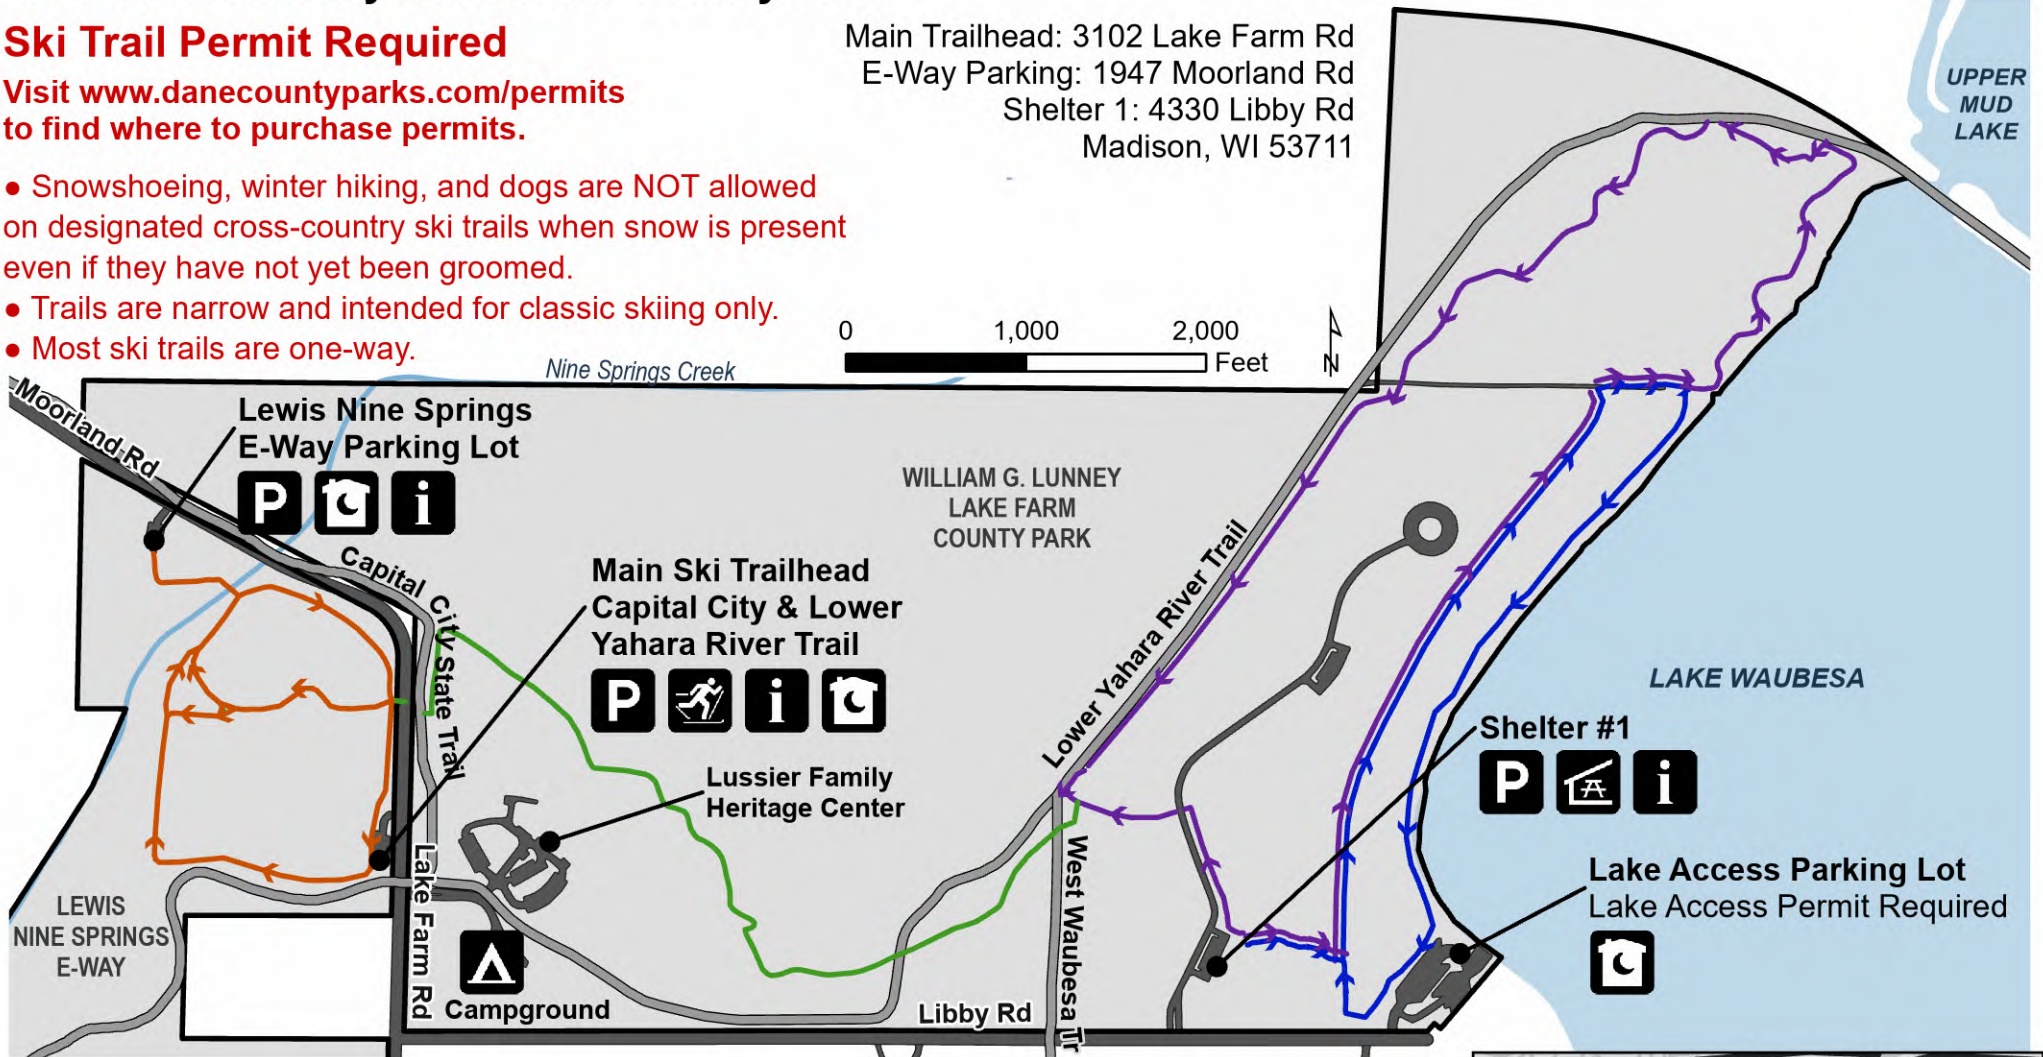 Ski Trail Permit Required
Visit www.danecountyparks.com/permits
to find where to purchase permits.
● Snowshoeing, winter hiking, and dogs are NOT allowed
on designated cross-country ski trails when snow is present
even if they have not yet been groomed.
● Trails are narrow and intended for classic skiing only.
● Most ski trails are one-way.
Main Trailhead: 3102 Lake Farm Rd
E-Way Parking: 1947 Moorland Rd
Shelter 1: 4330 Libby Rd
Madison, WI 53711
UPPER
MUD
LAKE
0 1,000 2,000
Feet
N
Nine Springs Creek
Moorland Rd
Lewis Nine Springs
E-Way Parking Lot
P i
WILLIAM G. LUNNEY
LAKE FARM
COUNTY PARK
Capital City State Trail
Main Ski Trailhead
Capital City & Lower
Yahara River Trail
P i
Lower Yahara River Trail
LAKE WAUBESA
Shelter #1
P i
Lussier Family
Heritage Center
Lake Access Parking Lot
Lake Access Permit Required
LEWIS
NINE SPRINGS
E-WAY
Lake Farm Rd
Campground
West Waubesa Tr
Libby Rd